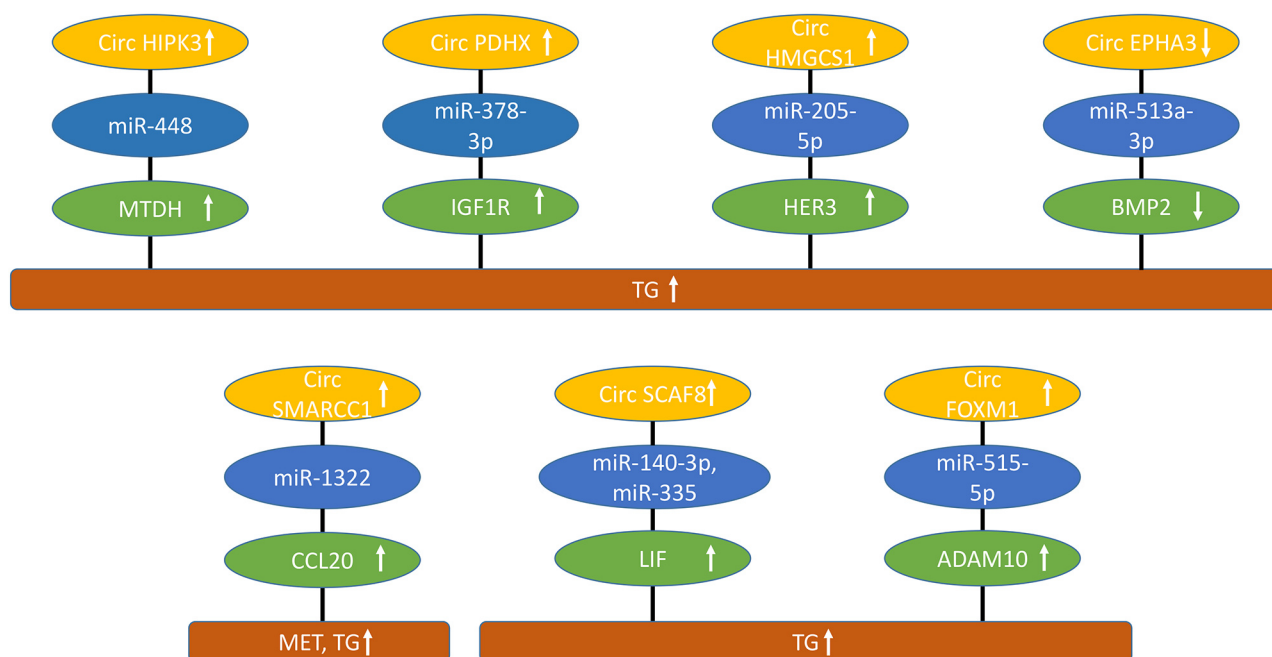 Circ HIPK3↑
Circ PDHX ↑
Circ
HMGCS1 ↑
Circ EPHA3↓
miR-448
miR-378-
3p
miR-205-
5p
miR-513a-
3p
MTDH ↑
IGF1R ↑
HER3 ↑
BMP2 ↓
TG ↑
Circ
SMARCC1 ↑
Circ SCAF8↑
Circ
FOXM1 ↑
miR-1322
miR-140-3p,
miR-335
miR-515-
5p
CCL20 ↑
LIF ↑
ADAM10 ↑
MET, TG↑
TG↑